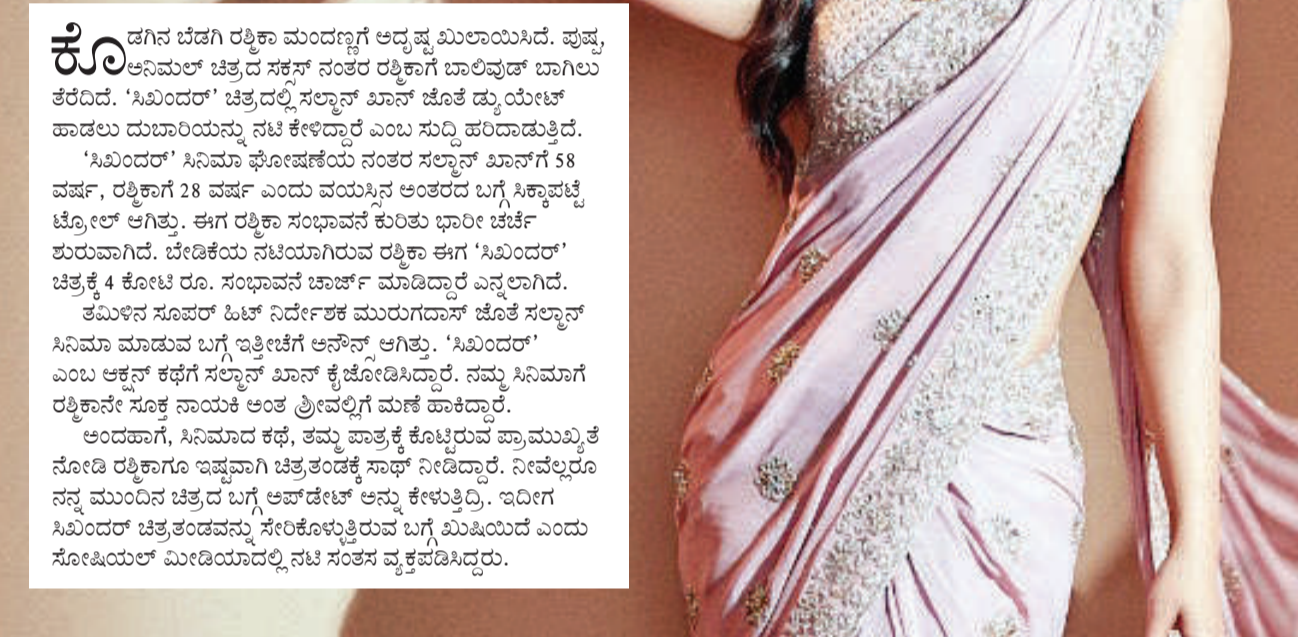 ಕೊಡಗಿನ ಬೆಡಗಿ ರಶ್ಮಿಕಾ ಮಂದಣ್ಣಗೆ ಅದೃಷ್ಟ ಖುಲಾಯಿಸಿದೆ. ಪುಷ್ಪ,
ಅನಿಮಲ್ ಚಿತ್ರದ ಸಕ್ಸಸ್ ನಂತರ ರಶ್ಮಿಕಾಗೆ ಬಾಲಿವುಡ್ ಬಾಗಿಲು
ತೆರೆದಿದೆ. ‘ಸಿಖಂದರ್’ ಚಿತ್ರದಲ್ಲಿ ಸಲ್ಮಾನ್ ಖಾನ್ ಜೊತೆ ಡ್ಯುಯೇಟ್
ಹಾಡಲು ದುಬಾರಿಯನ್ನು ನಟಿ ಕೇಳಿದ್ದಾರೆ ಎಂಬ ಸುದ್ದಿ ಹರಿದಾಡುತ್ತಿದೆ.
‘ಸಿಖಂದರ್’ ಸಿನಿಮಾ ಘೋಷಣೆಯ ನಂತರ ಸಲ್ಮಾನ್ ಖಾನ್‌ಗೆ 58
ವರ್ಷ, ರಶ್ಮಿಕಾಗೆ 28 ವರ್ಷ ಎಂದು ವಯಸ್ಸಿನ ಅಂತರದ ಬಗ್ಗೆ ಸಿಕ್ಕಾಪಟ್ಟೆ
ಟ್ರೋಲ್ ಆಗಿತ್ತು. ಈಗ ರಶ್ಮಿಕಾ ಸಂಭಾವನೆ ಕುರಿತು ಭಾರೀ ಚರ್ಚೆ
ಶುರುವಾಗಿದೆ. ಬೇಡಿಕೆಯ ನಟಿಯಾಗಿರುವ ರಶ್ಮಿಕಾ ಈಗ ‘ಸಿಖಂದರ್’
ಚಿತ್ರಕ್ಕೆ 4 ಕೋಟಿ ರೂ. ಸಂಭಾವನೆ ಚಾರ್ಜ್ ಮಾಡಿದ್ದಾರೆ ಎನ್ನಲಾಗಿದೆ.
ತಮಿಳಿನ ಸೂಪರ್ ಹಿಟ್ ನಿರ್ದೇಶಕ ಮುರುಗದಾಸ್ ಜೊತೆ ಸಲ್ಮಾನ್
ಸಿನಿಮಾ ಮಾಡುವ ಬಗ್ಗೆ ಇತ್ತೀಚೆಗೆ ಅನೌನ್ಸ್ ಆಗಿತ್ತು. ‘ಸಿಖಂದರ್’
ಎಂಬ ಆಕ್ಷನ್ ಕಥೆಗೆ ಸಲ್ಮಾನ್ ಖಾನ್ ಕೈಜೋಡಿಸಿದ್ದಾರೆ. ನಮ್ಮ ಸಿನಿಮಾಗೆ
ರಶ್ಮಿಕಾನೇ ಸೂಕ್ತ ನಾಯಕಿ ಅಂತ ಶ್ರೀವಲ್ಲಿಗೆ ಮಣೆ ಹಾಕಿದ್ದಾರೆ.
ಅಂದಹಾಗೆ, ಸಿನಿಮಾದ ಕಥೆ, ತಮ್ಮ ಪಾತ್ರಕ್ಕೆ ಕೊಟ್ಟಿರುವ ಪ್ರಾಮುಖ್ಯತೆ
ನೋಡಿ ರಶ್ಮಿಕಾಗೂ ಇಷ್ಟವಾಗಿ ಚಿತ್ರತಂಡಕ್ಕೆ ಸಾಥ್ ನೀಡಿದ್ದಾರೆ. ನೀವೆಲ್ಲರೂ
ನನ್ನ ಮುಂದಿನ ಚಿತ್ರದ ಬಗ್ಗೆ ಅಪ್‌ಡೇಟ್ ಅನ್ನು ಕೇಳುತ್ತಿದ್ರಿ. ಇದೀಗ
ಸಿಖಂದರ್ ಚಿತ್ರತಂಡವನ್ನು ಸೇರಿಕೊಳ್ಳುತ್ತಿರುವ ಬಗ್ಗೆ ಖುಷಿಯಿದೆ ಎಂದು
ಸೋಷಿಯಲ್ ಮೀಡಿಯಾದಲ್ಲಿ ನಟಿ ಸಂತಸ ವ್ಯಕ್ತಪಡಿಸಿದ್ದರು.